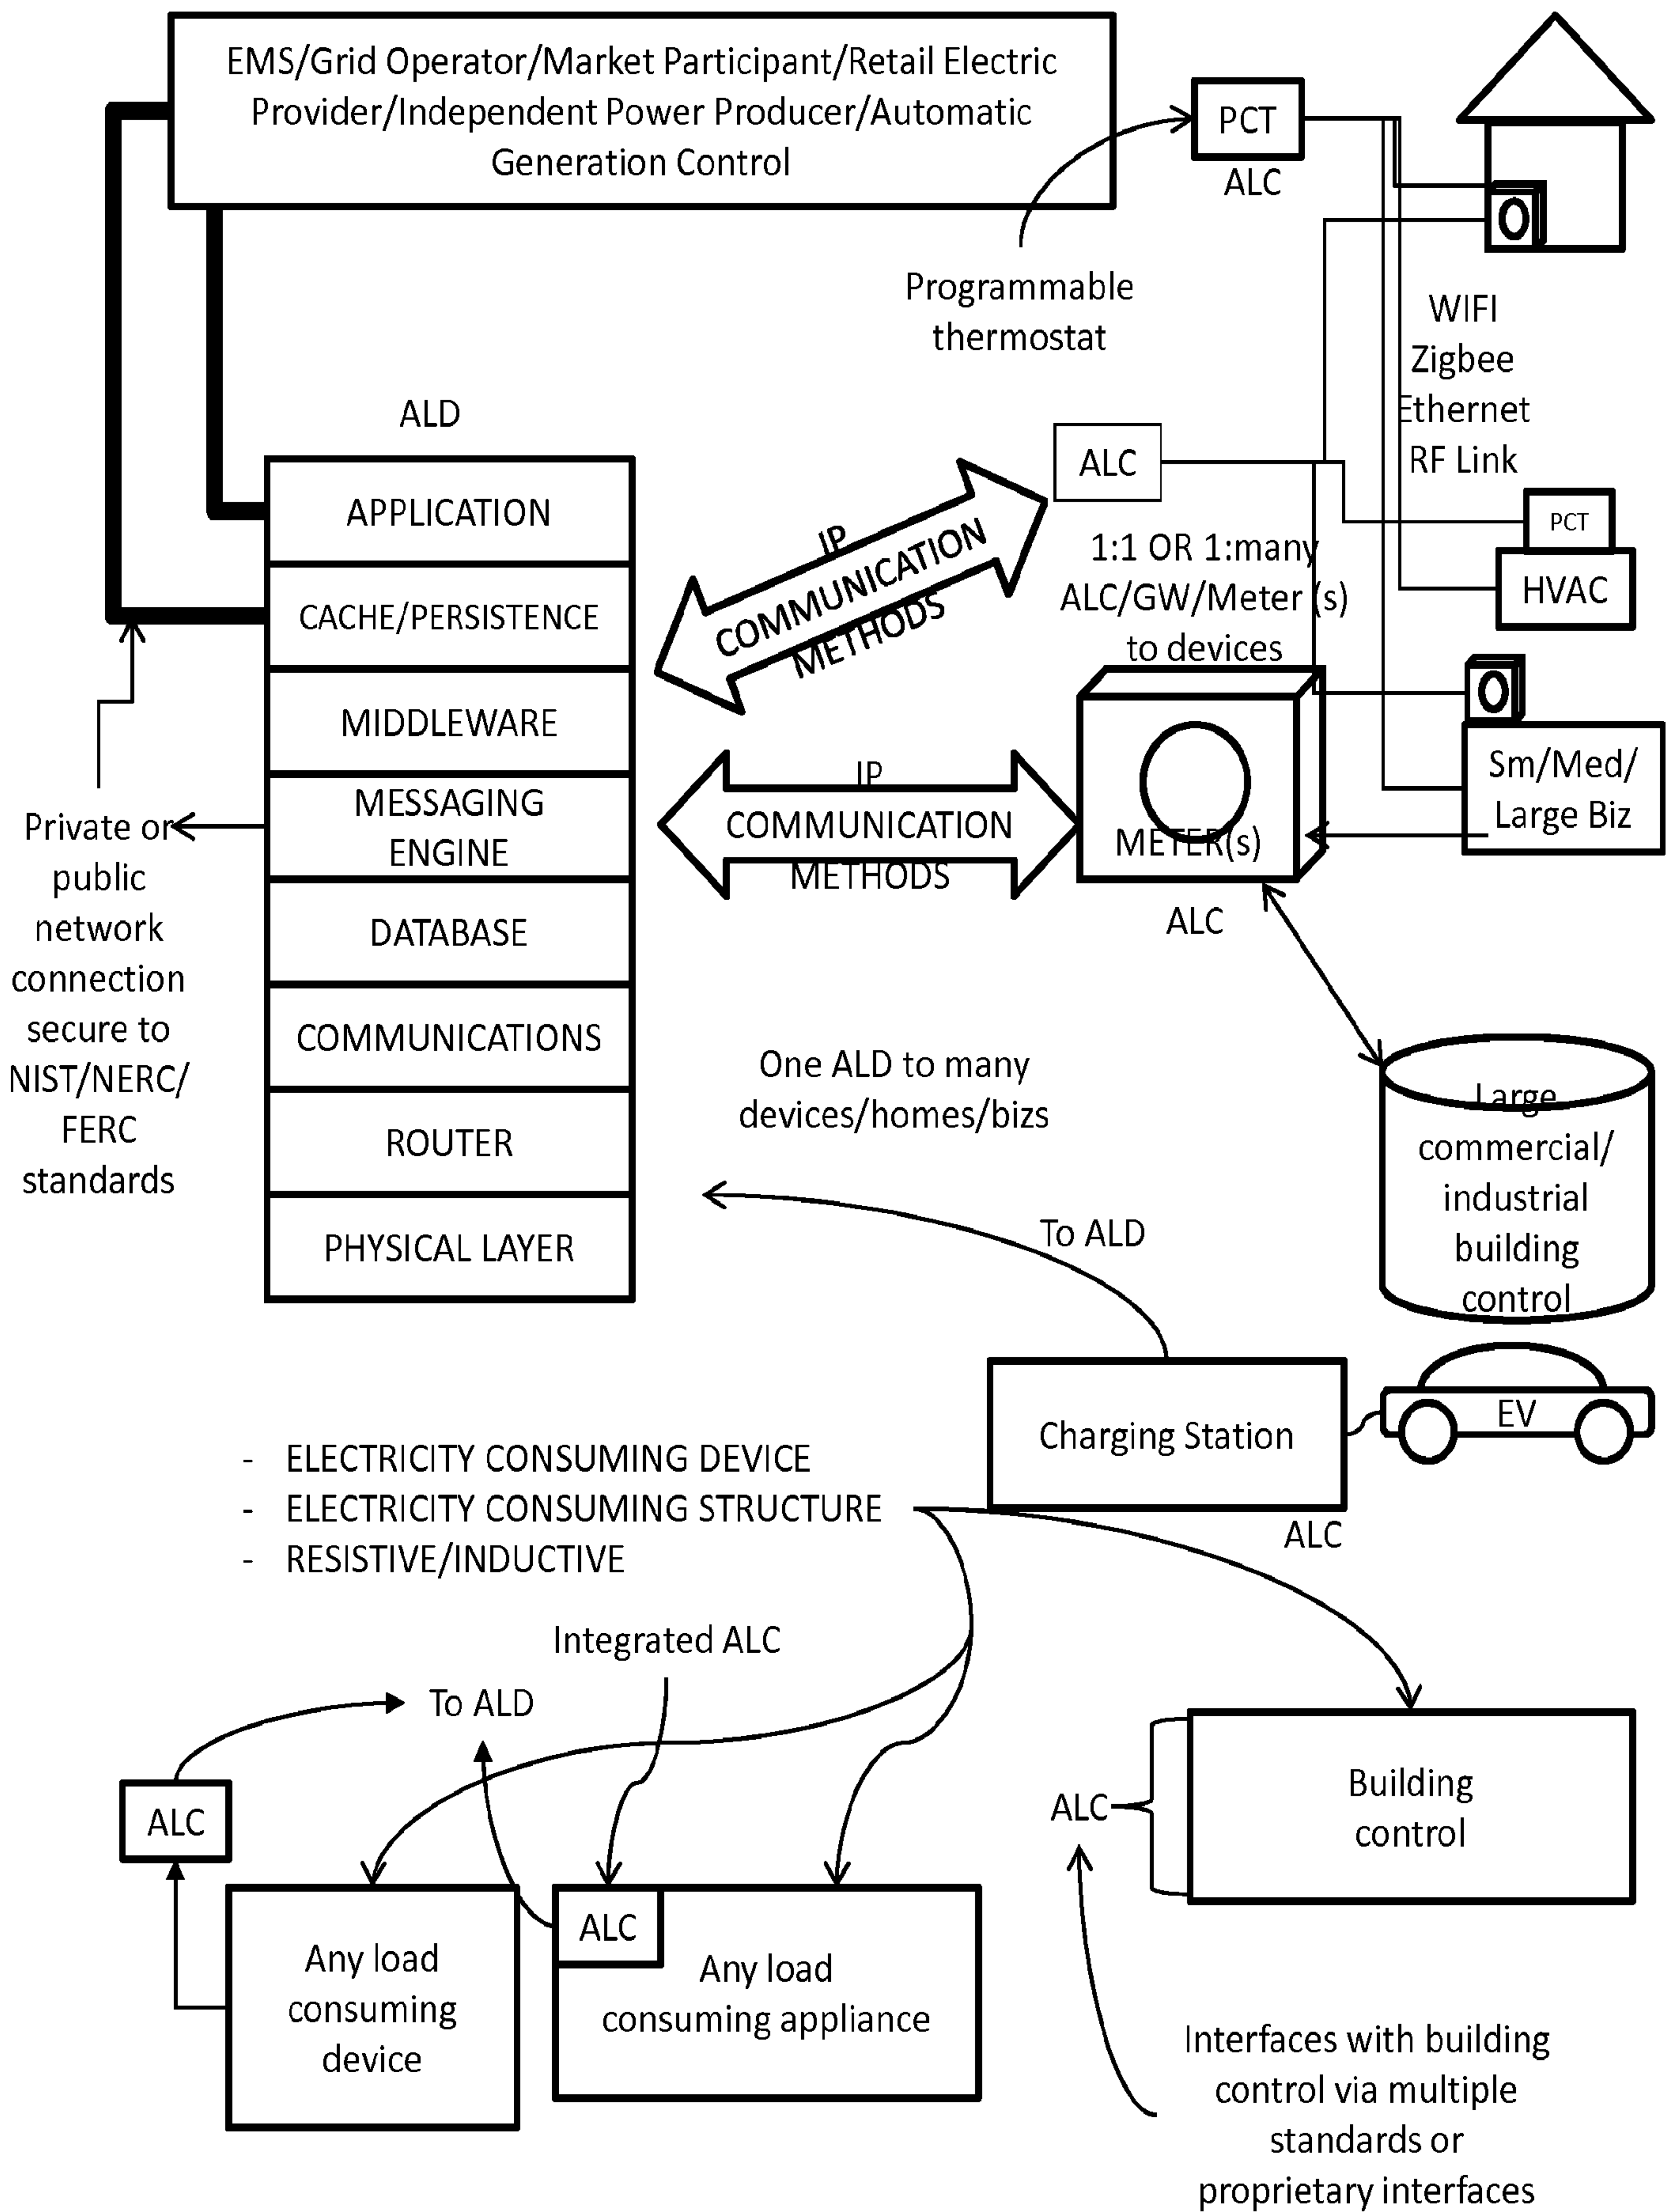 EMS/Grid Operator/Market Participant/Retail Electric
Provider/Independent Power Producer/Automatic
Generation Control
PCT
ALC
Programmable
thermostat
WIFI
Zigbee
Ethernet
RF Link
ALD
APPLICATION
CACHE/PERSISTENCE
MIDDLEWARE
MESSAGING
ENGINE
DATABASE
COMMUNICATIONS
ROUTER
PHYSICAL LAYER
Private or
public
network
connection
secure to
NIST/NERC/
FERC
standards
IP
COMMUNICATION
METHODS
IP
COMMUNICATION
METHODS
ALC
1:1 OR 1:many
ALC/GW/Meter (s)
to devices
METER(s)
ALC
PCT
HVAC
Sm/Med/
Large Biz
Large
commercial/
industrial
building
control
One ALD to many
devices/homes/bizs
To ALD
Charging Station
ALC
EV
- ELECTRICITY CONSUMING DEVICE
- ELECTRICITY CONSUMING STRUCTURE
- RESISTIVE/INDUCTIVE
Integrated ALC
To ALD
ALC
Any load
consuming
device
ALC
Any load
consuming appliance
ALC
Building
control
Interfaces with building
control via multiple
standards or
proprietary interfaces